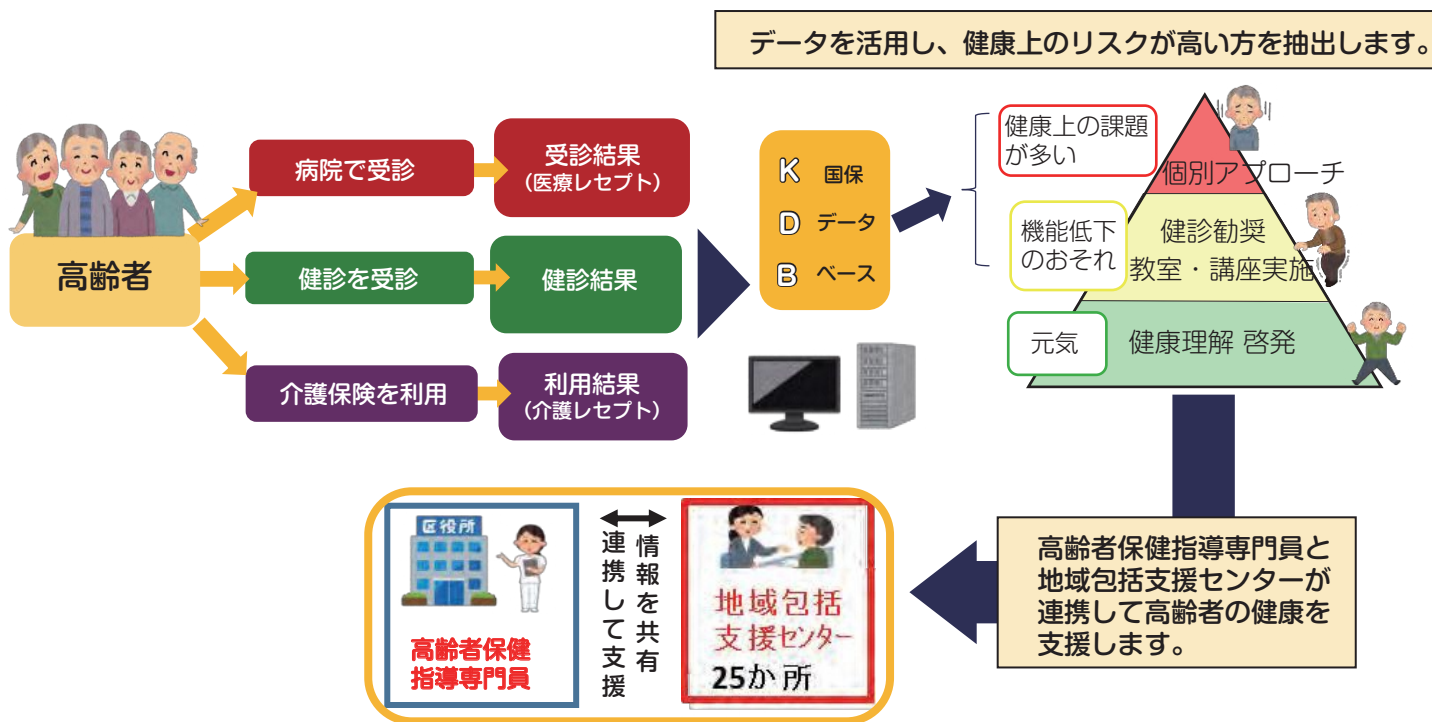 データを活用し、健康上のリスクが高い方を抽出します。
高齢者
病院で受診
受診結果
（医療レセプト）
健診を受診
健診結果
介護保険を利用
利用結果
（介護レセプト）
K 国保
D データ
B ベース
健康上の課題
が多い
個別アプローチ
機能低下
のおそれ
健診勧奨
教室・講座実施
元気
健康理解 啓発
高齢者保健指導専門員と
地域包括支援センターが
連携して高齢者の健康を
支援します。
区役所
高齢者保健
指導専門員
情報を共有
連携して支援
地域包括
支援センター
25か所